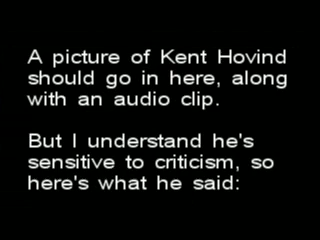 A picture of Kent Hovind
should go in here, along
with an audio clip.
But I understand he's
sensitive to criticism, so
here's what he said: